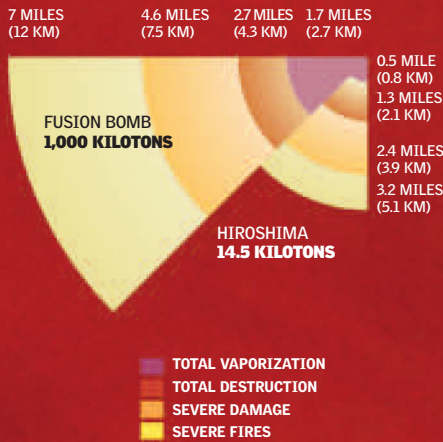 7 MILES
(12 KM)
4.6 MILES
(7.5 KM)
2.7 MILES
(4.3 KM)
1.7 MILES
(2.7 KM)
0.5 MILE
(0.8 KM)
1.3 MILES
(2.1 KM)
2.4 MILES
(3.9 KM)
3.2 MILES
(5.1 KM)
FUSION BOMB
1,000 KILOTONS
HIROSHIMA
14.5 KILOTONS
TOTAL VAPORIZATION
TOTAL DESTRUCTION
SEVERE DAMAGE
SEVERE FIRES